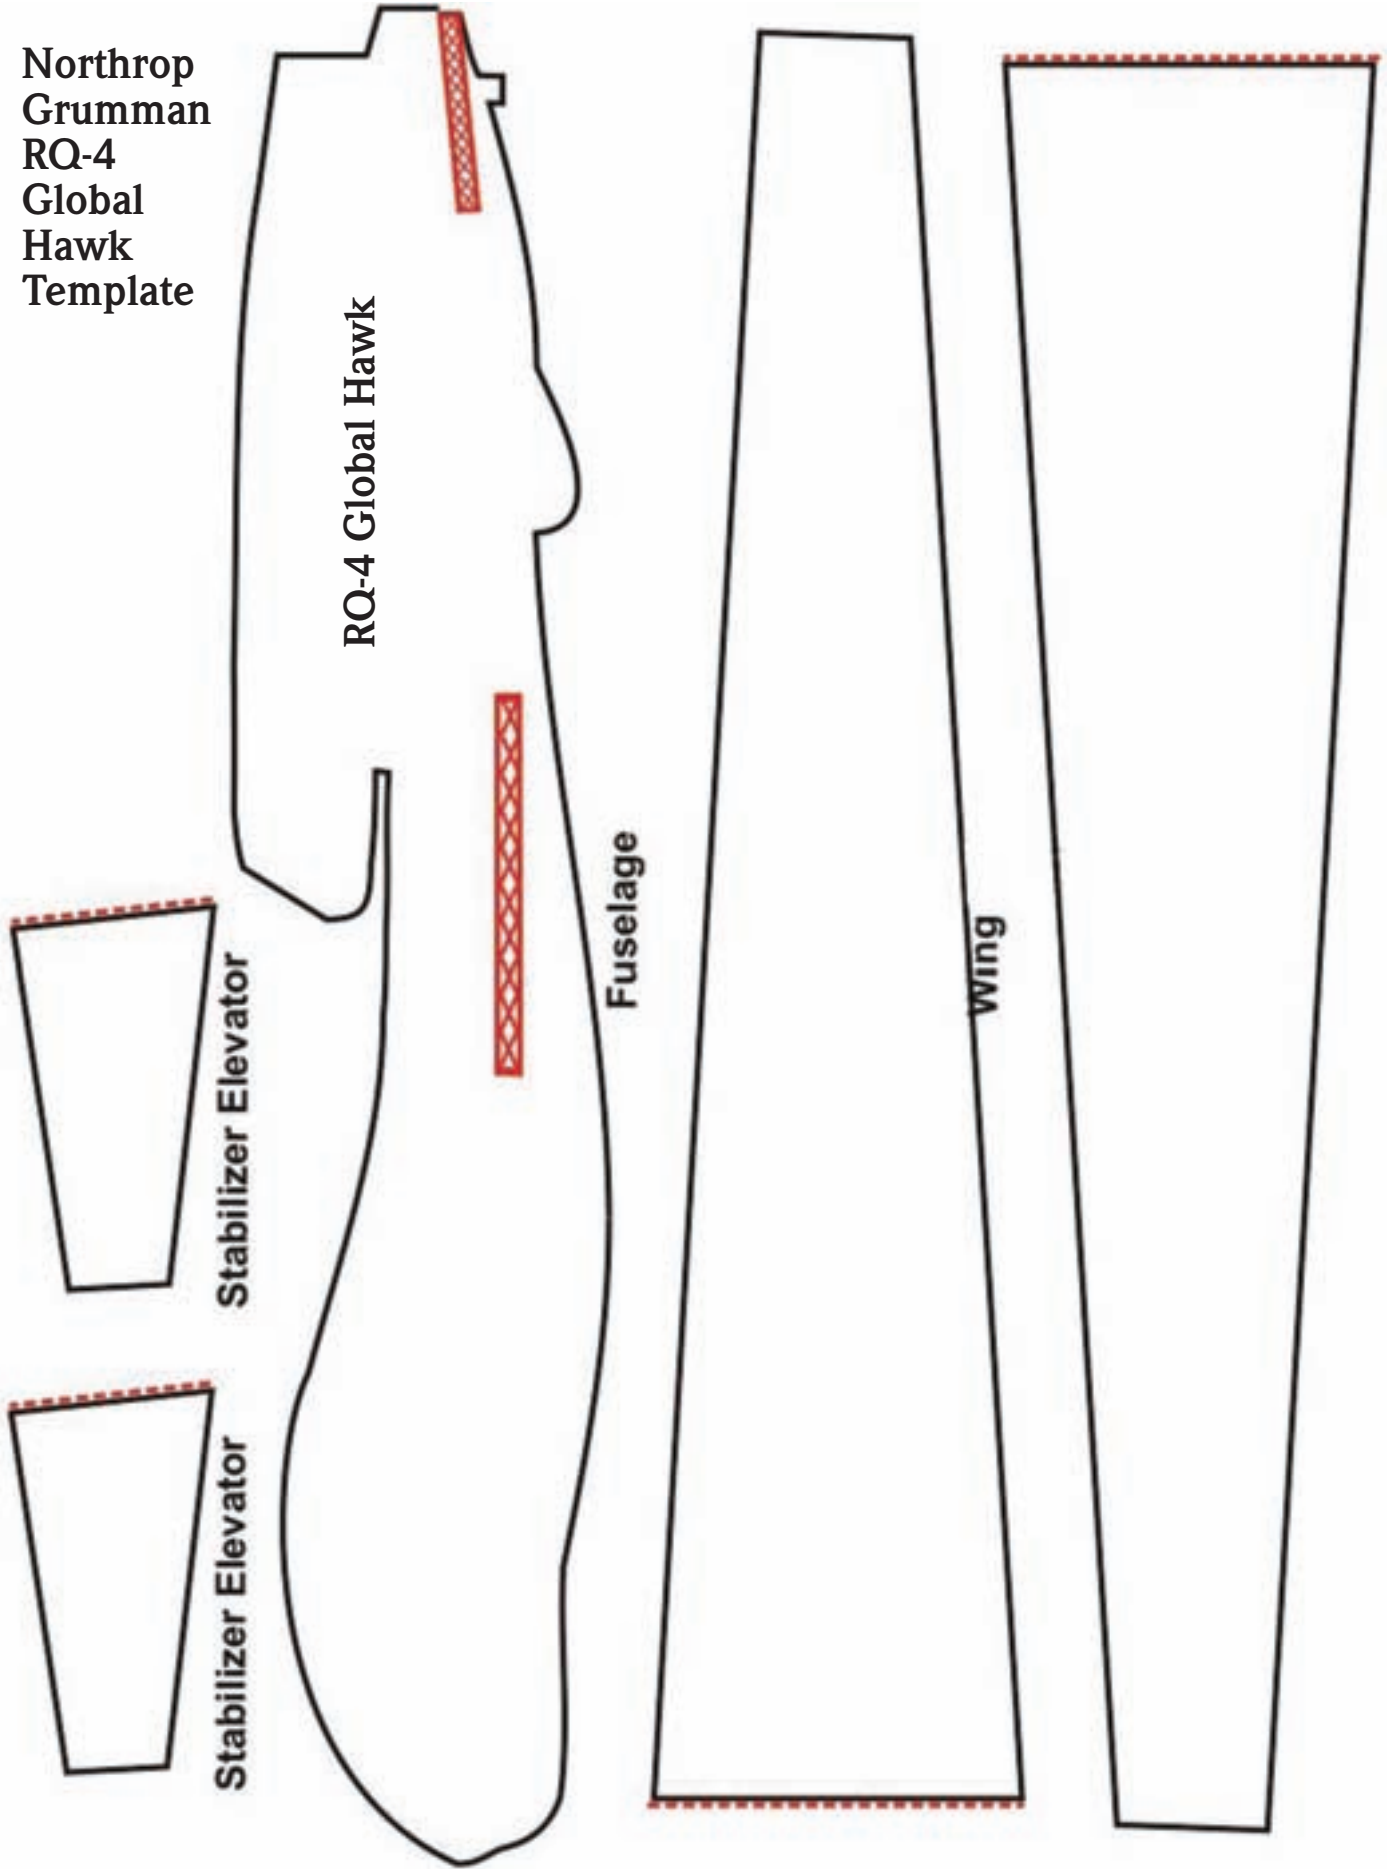 Northrop
Grumman
RQ-4
Global
Hawk
Template
RQ-4 Global Hawk
Fuselage
Wing
Stabilizer Elevator
Stabilizer Elevator